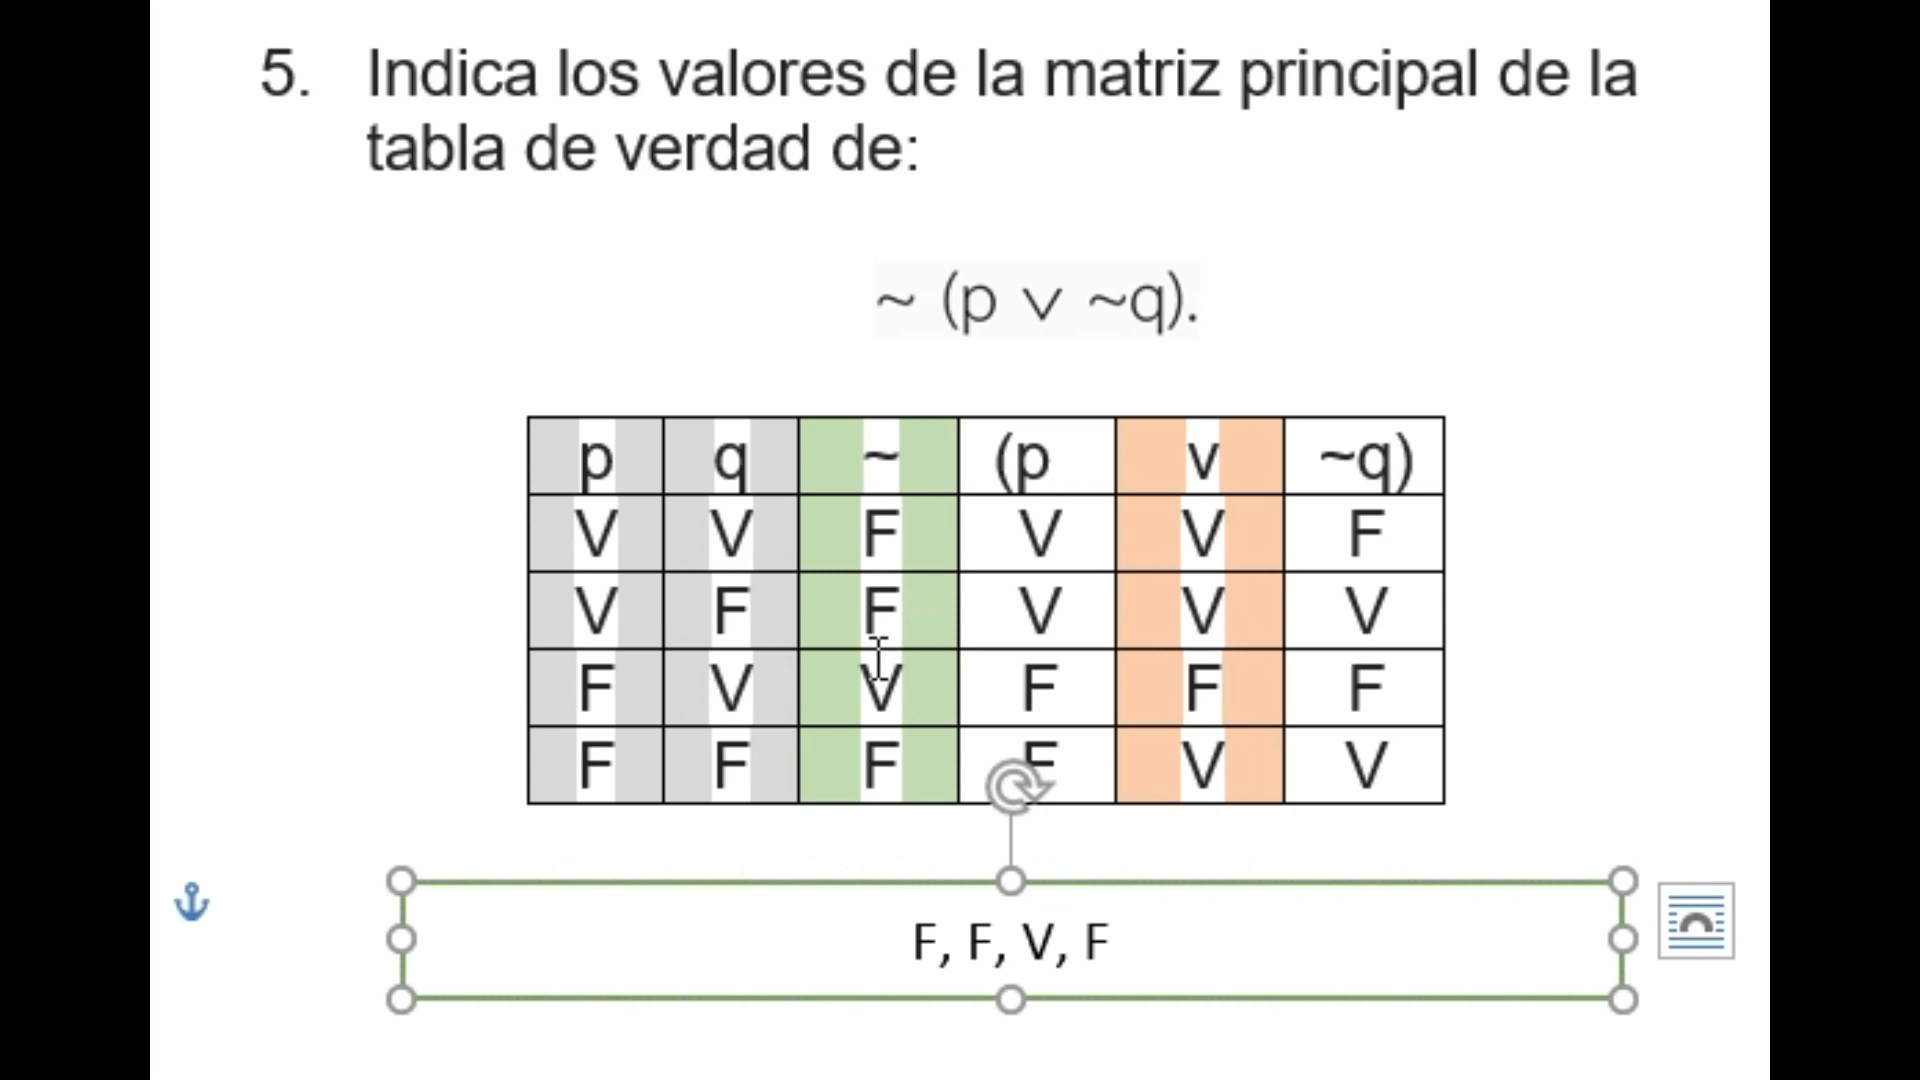 5. Indica los valores de la matriz principal de la
tabla de verdad de:
~ (p ∨ ~q).
p q ~ (p v ~q)
V V F V V F
V F F V V V
F V V F F F
F F F F V V
F, F, V, F